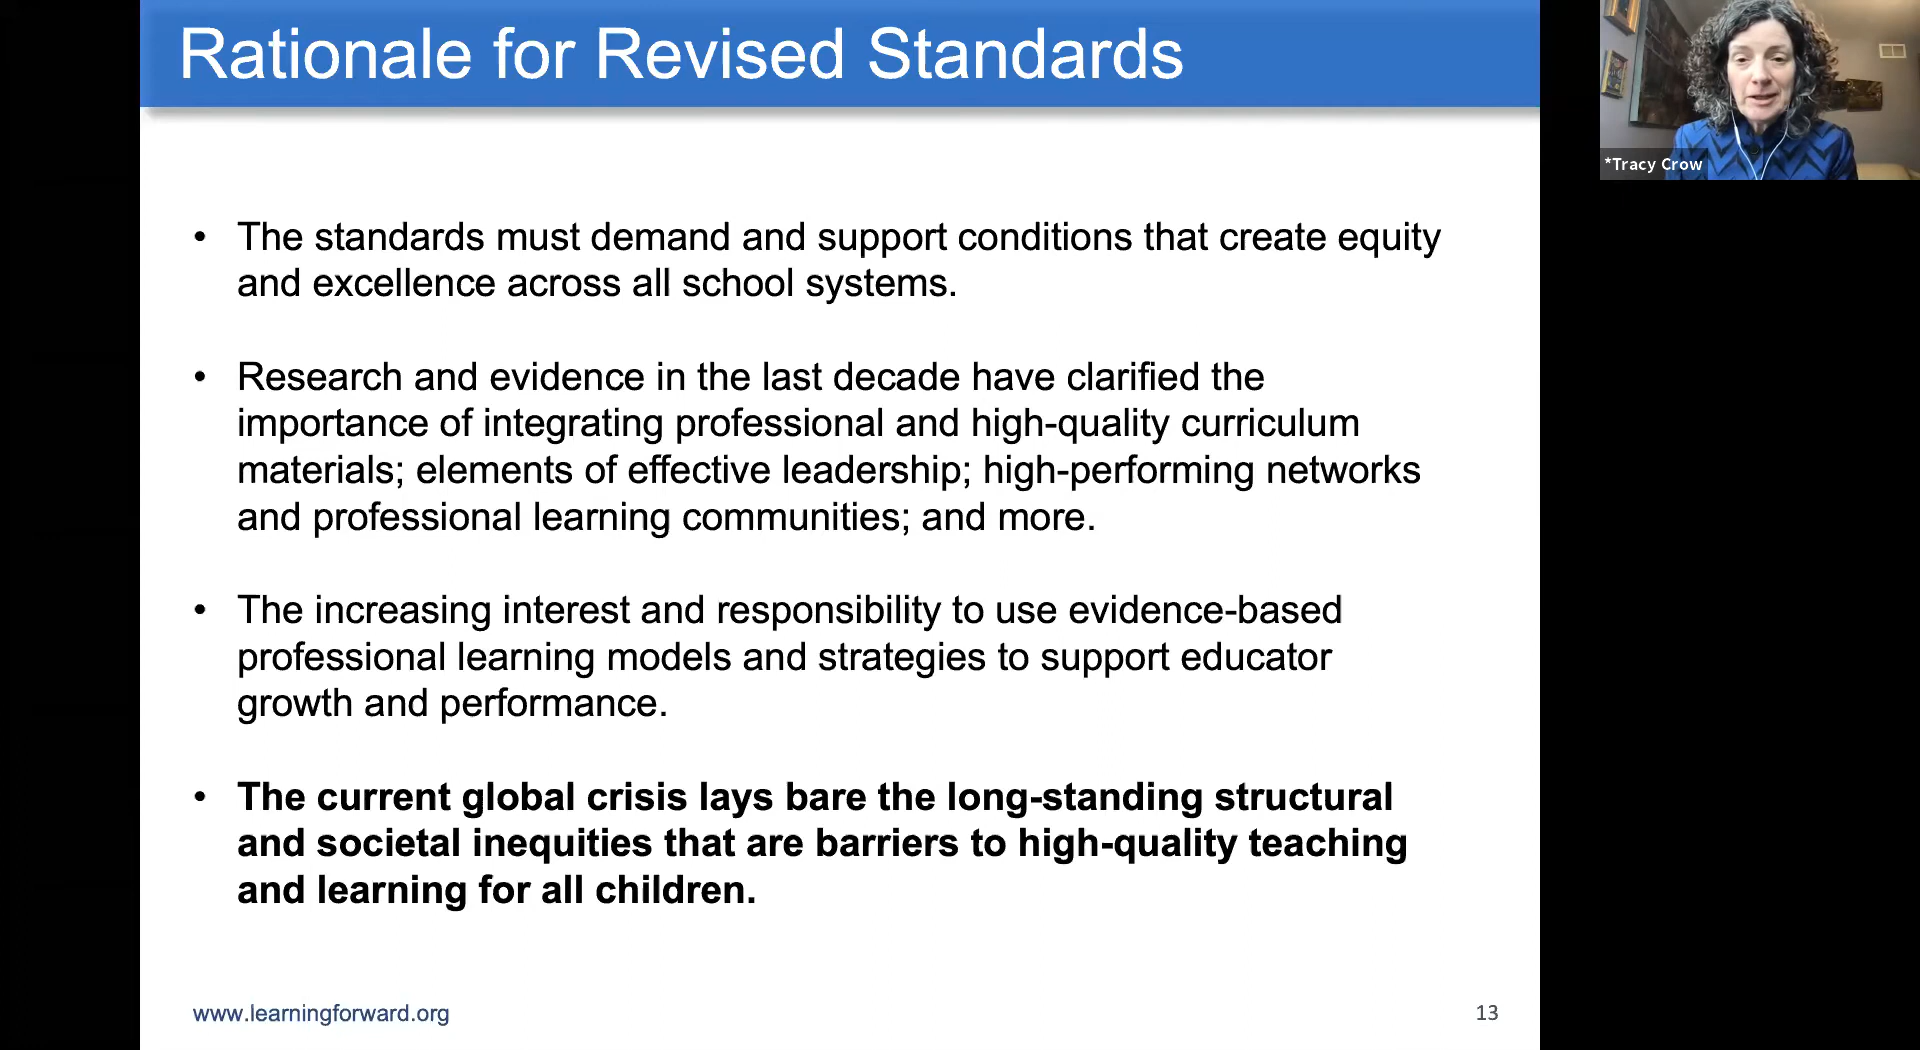 Rationale for Revised Standards
*Tracy Crow
• The standards must demand and support conditions that create equity
and excellence across all school systems.
• Research and evidence in the last decade have clarified the
importance of integrating professional and high-quality curriculum
materials; elements of effective leadership; high-performing networks
and professional learning communities; and more.
• The increasing interest and responsibility to use evidence-based
professional learning models and strategies to support educator
growth and performance.
• The current global crisis lays bare the long-standing structural
and societal inequities that are barriers to high-quality teaching
and learning for all children.
www.learningforward.org
13